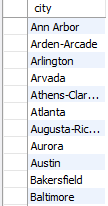 city
Ann Arbor
Arden-Arcade
Arlington
Arvada
Athens-Clar...
Atlanta
Augusta-Ric...
Aurora
Austin
Bakersfield
Baltimore